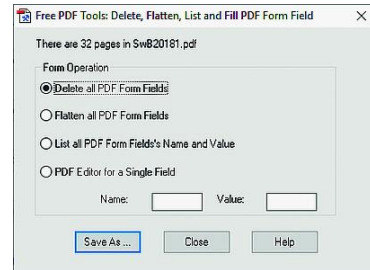 Free PDF Tools: Delete, Flatten, List and Fill PDF Form Field
There are 32 pages in SwB20181.pdf
Form Operation
Delete all PDF Form Fields
Flatten all PDF Form Fields
List all PDF Form Fields's Name and Value
PDF Editor for a Single Field
Name: Value:
Save As ... Close Help